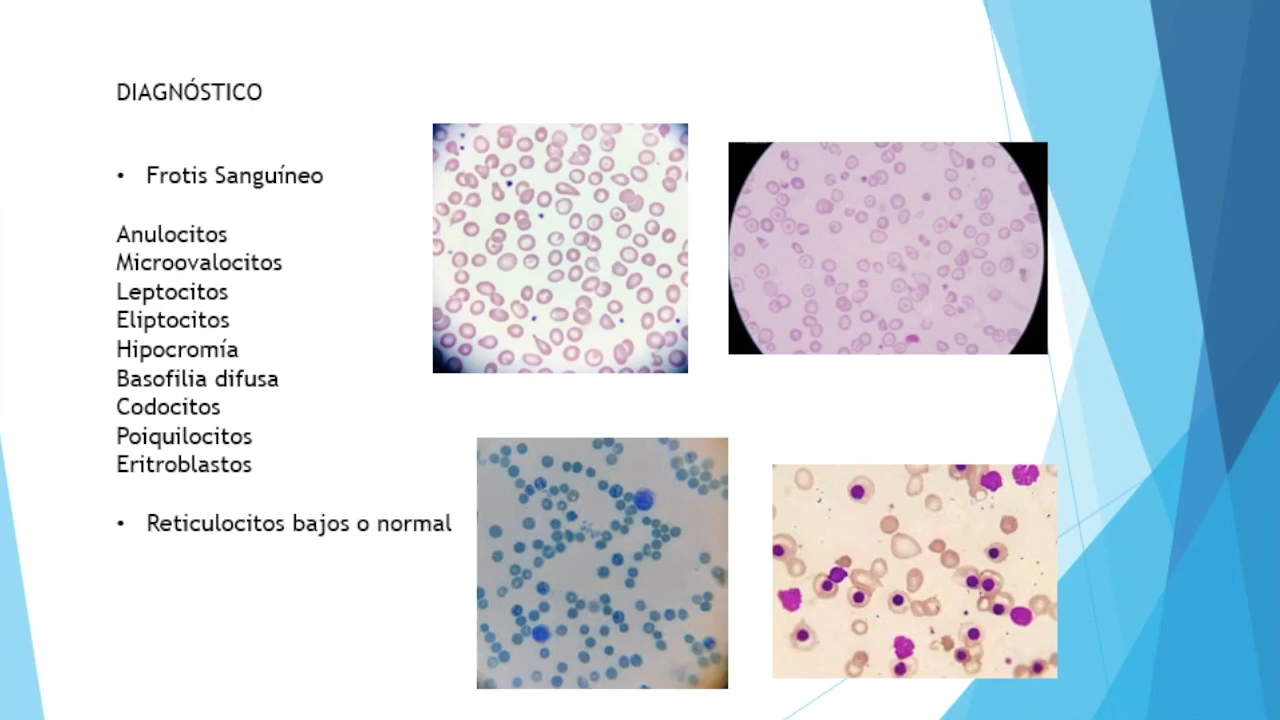 DIAGNÓSTICO
• Frotis Sanguíneo
Anulocitos
Microovalocitos
Leptocitos
Eliptocitos
Hipocromía
Basofilia difusa
Codocitos
Poiquilocitos
Eritroblastos
• Reticulocitos bajos o normal